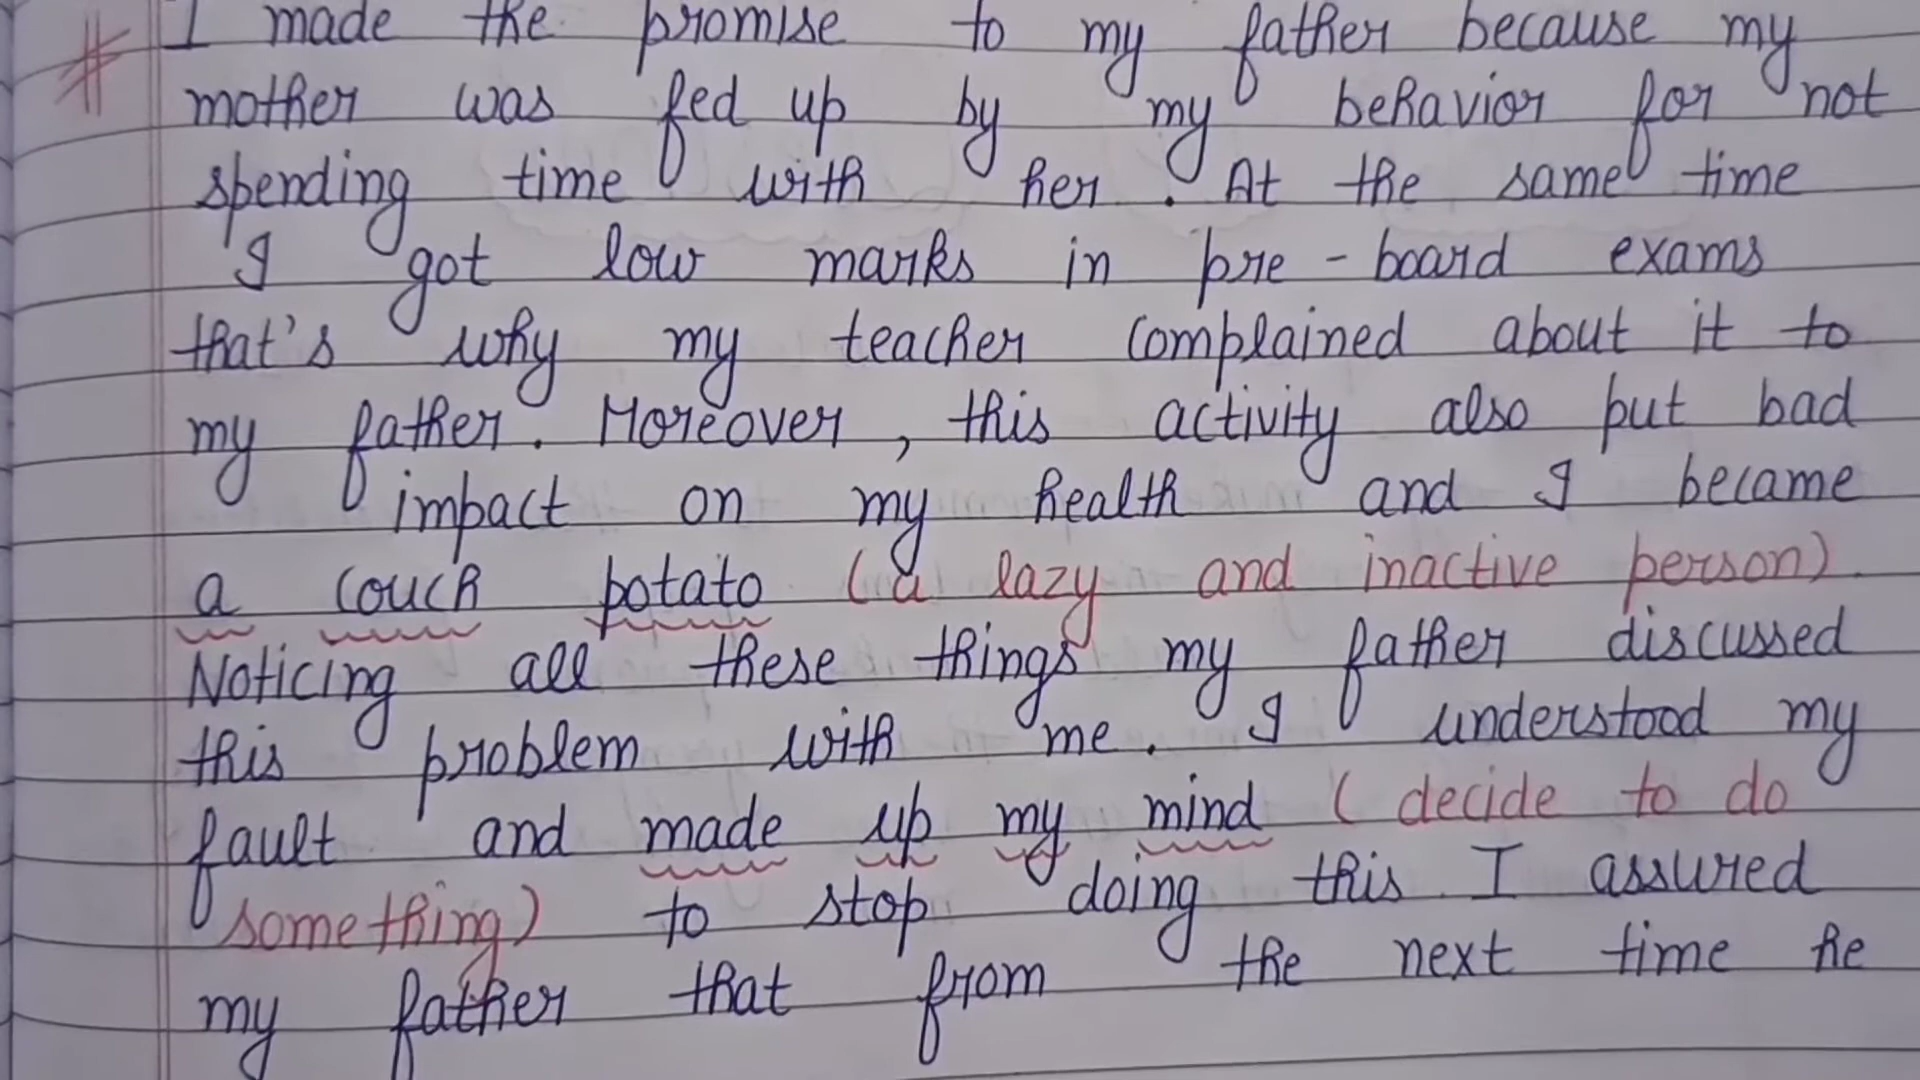 # I made the promise to my father because my
mother was fed up by my behavior for not
spending time with her. At the same time
I got low marks in pre-board exams
that's why my teacher complained about it to
my father. Moreover, this activity also put bad
impact on my health and I became
a couch potato (a lazy and inactive person).
Noticing all these things my father discussed
this problem with me. I understood my
fault and made up my mind (decide to do
something) to stop doing this. I assured
my father that from the next time he